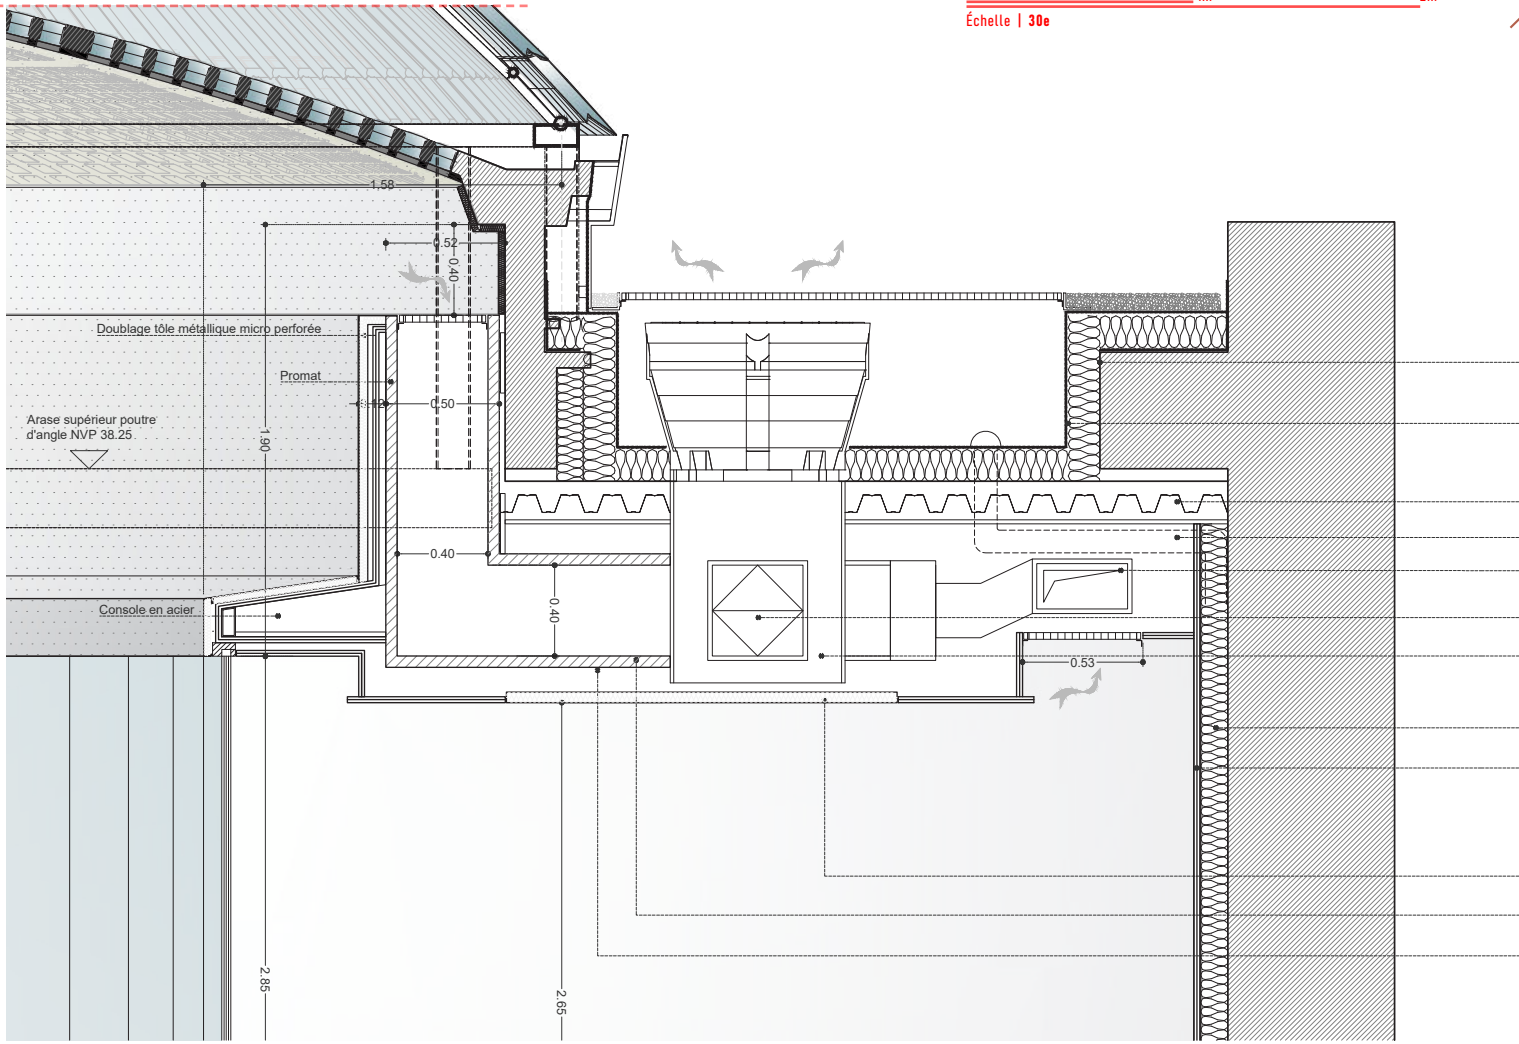 Échelle | 30e
1.58
0.52
0.40
Doublage tôle métallique micro perforée
Promat
0.50
Arase supérieur poutre
d'angle NVP 38.25
1.90
0.40
0.40
Console en acier
0.53
2.85
2.65